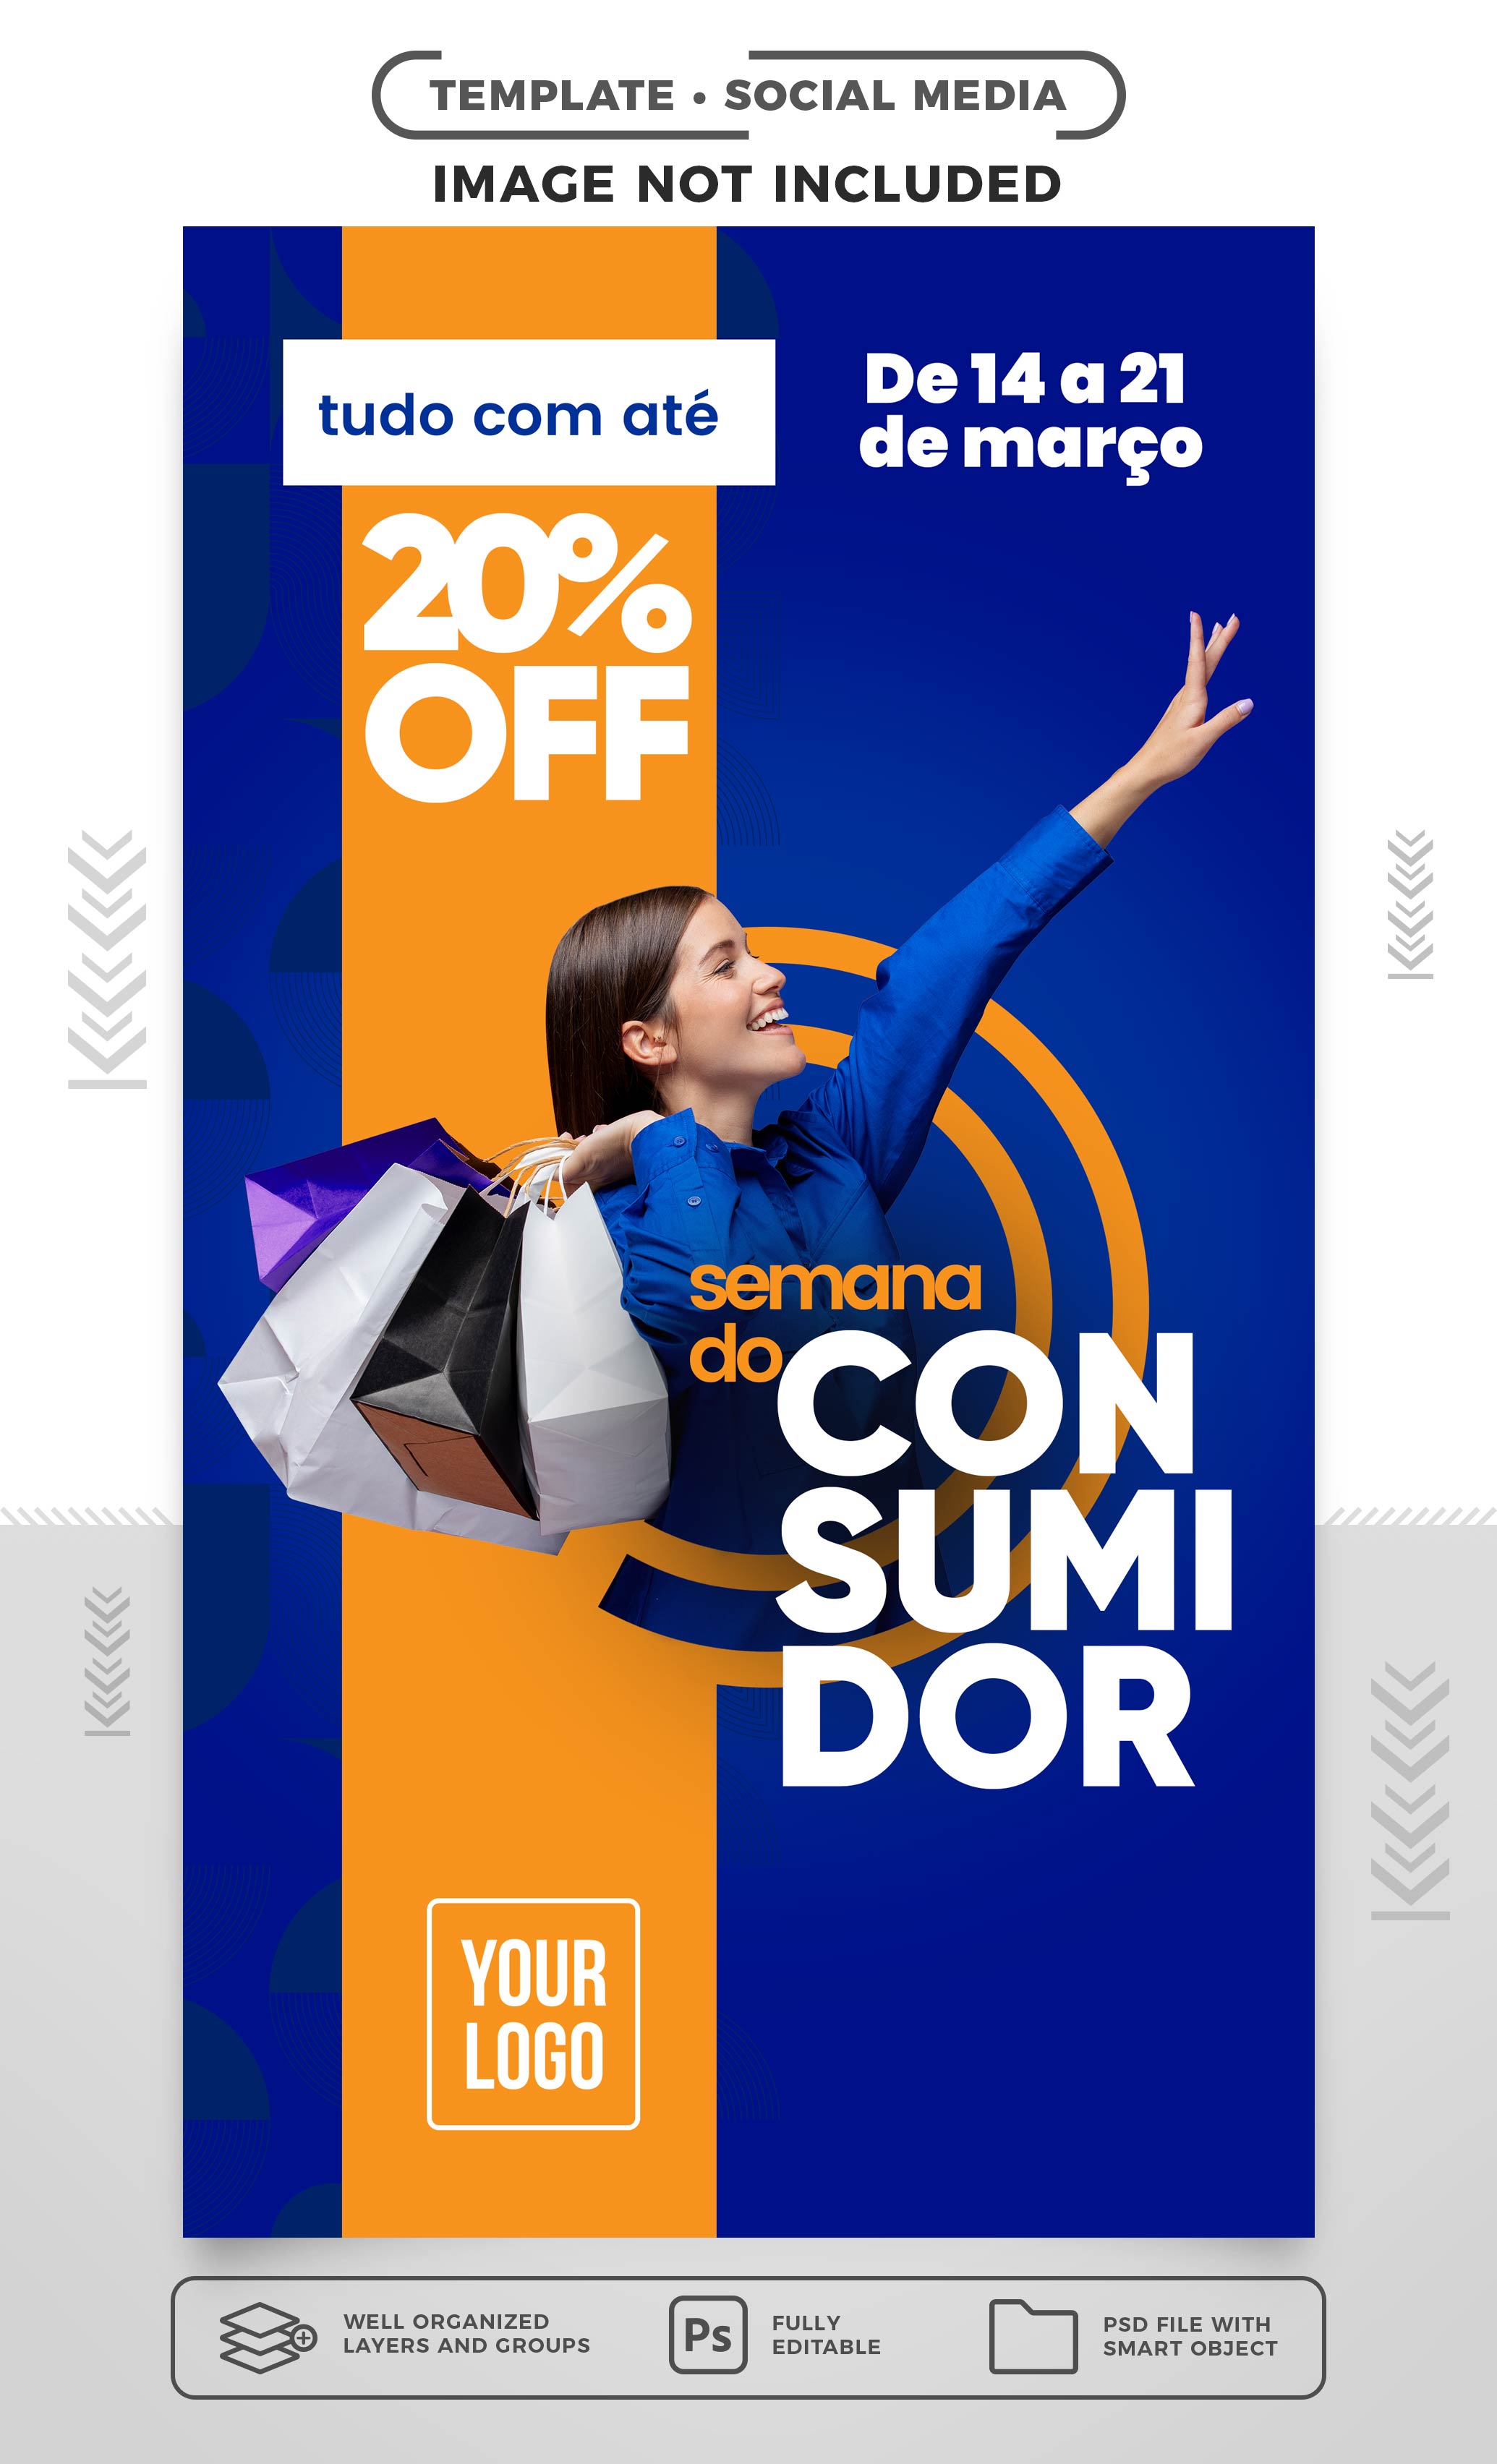 TEMPLATE • SOCIAL MEDIA
IMAGE NOT INCLUDED
tudo com até
20%
OFF
De 14 a 21
de março
semana
do
CON
SUMI
DOR
YOUR
LOGO
WELL ORGANIZED
LAYERS AND GROUPS
Ps
FULLY
EDITABLE
PSD FILE WITH
SMART OBJECT